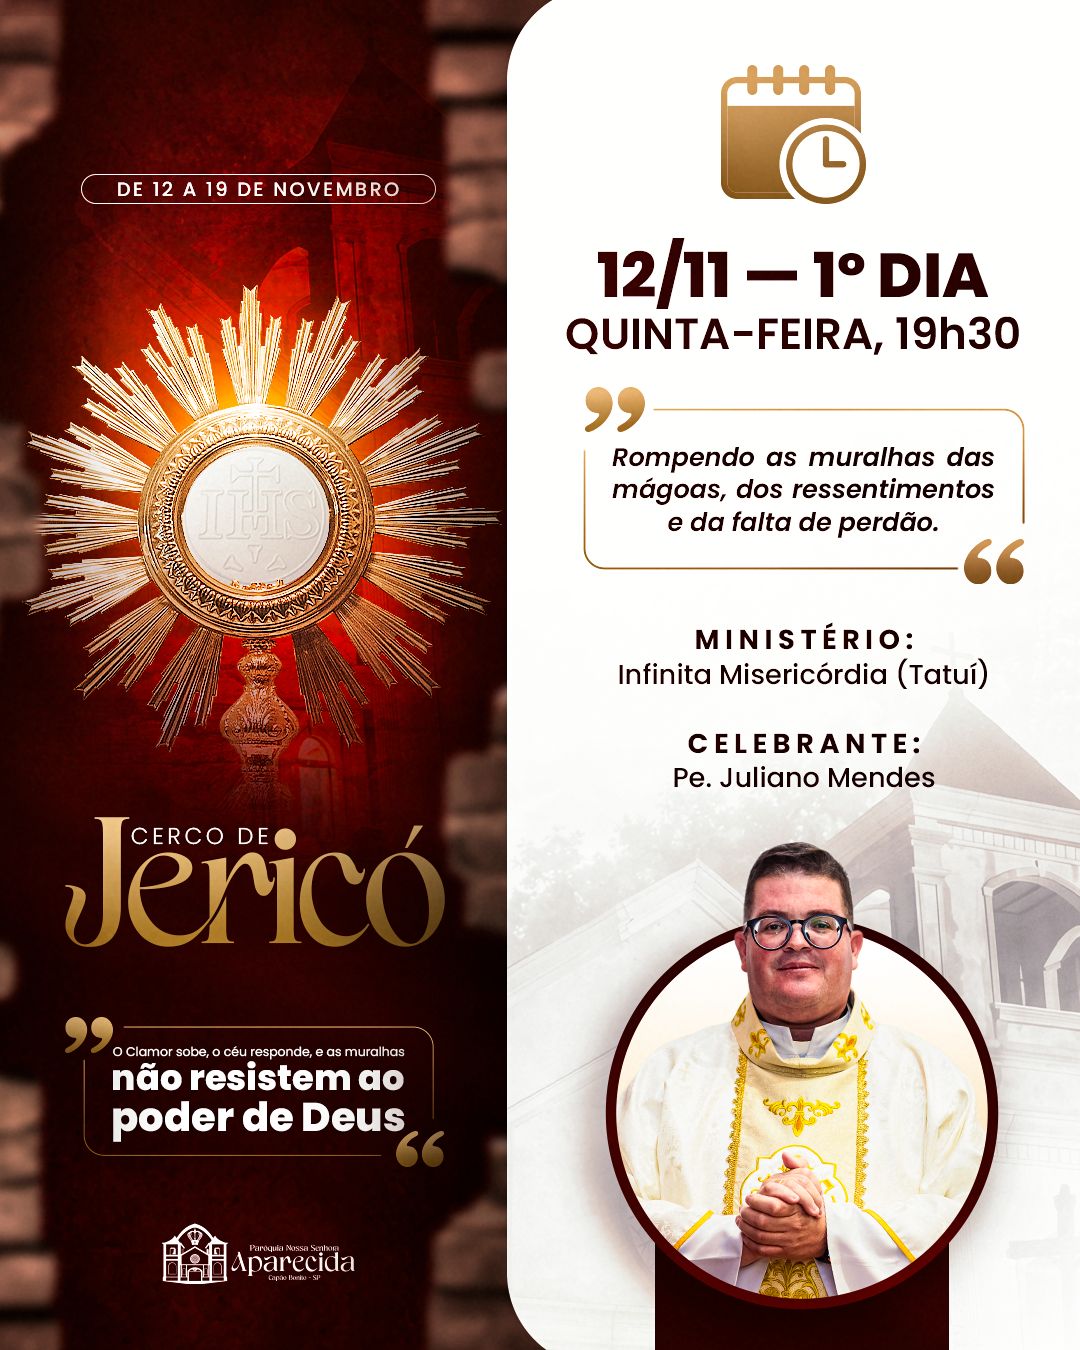 DE 12 A 19 DE NOVEMBRO
IHS
CERCO DE
Jericó
O Clamor sobe, o céu responde, e as muralhas
não resistem ao
poder de Deus
Paróquia Nossa Senhora
Aparecida
Capão Bonito - SP
12/11 — 1º DIA
QUINTA-FEIRA, 19h30
Rompendo as muralhas das
mágoas, dos ressentimentos
e da falta de perdão.
MINISTÉRIO:
Infinita Misericórdia (Tatuí)
CELEBRANTE:
Pe. Juliano Mendes